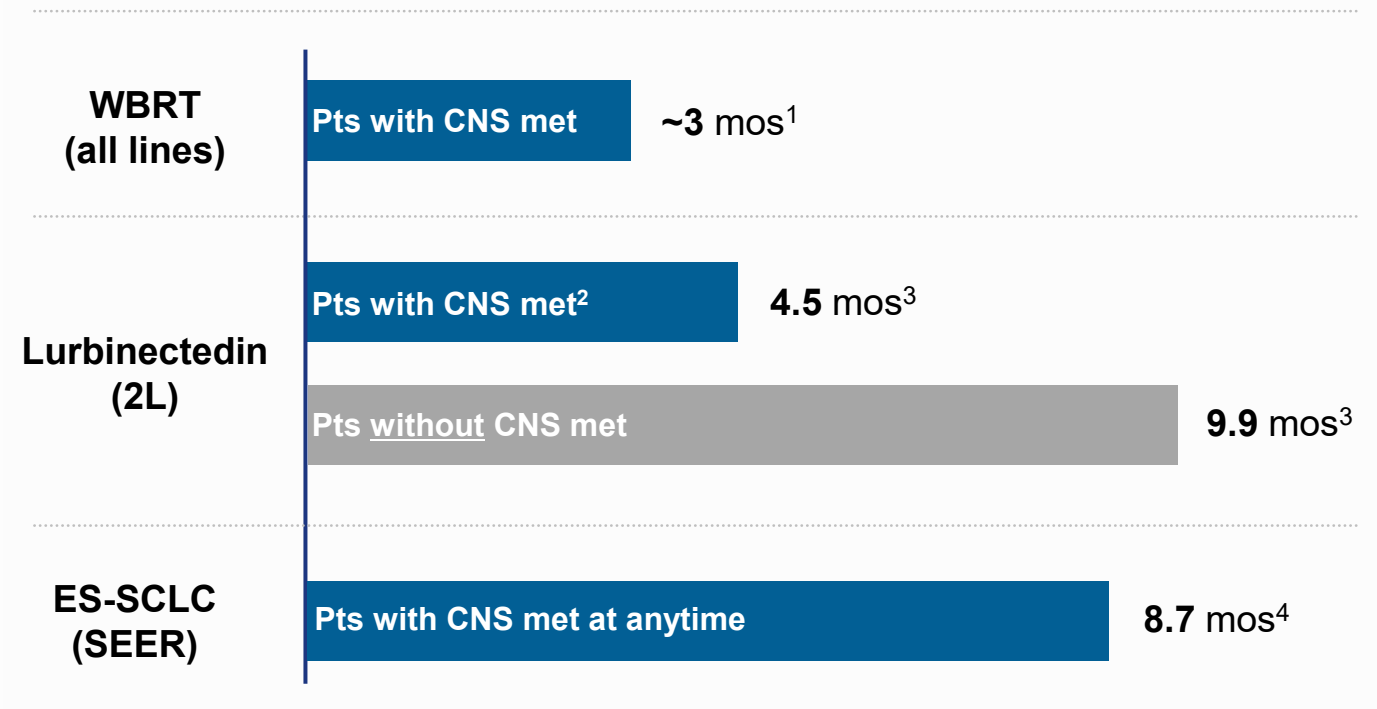 WBRT
(all lines)
Pts with CNS met
~3 mos¹
Lurbinectedin
(2L)
Pts with CNS met²
4.5 mos³
Pts without CNS met
9.9 mos³
ES-SCLC
(SEER)
Pts with CNS met at anytime
8.7 mos⁴